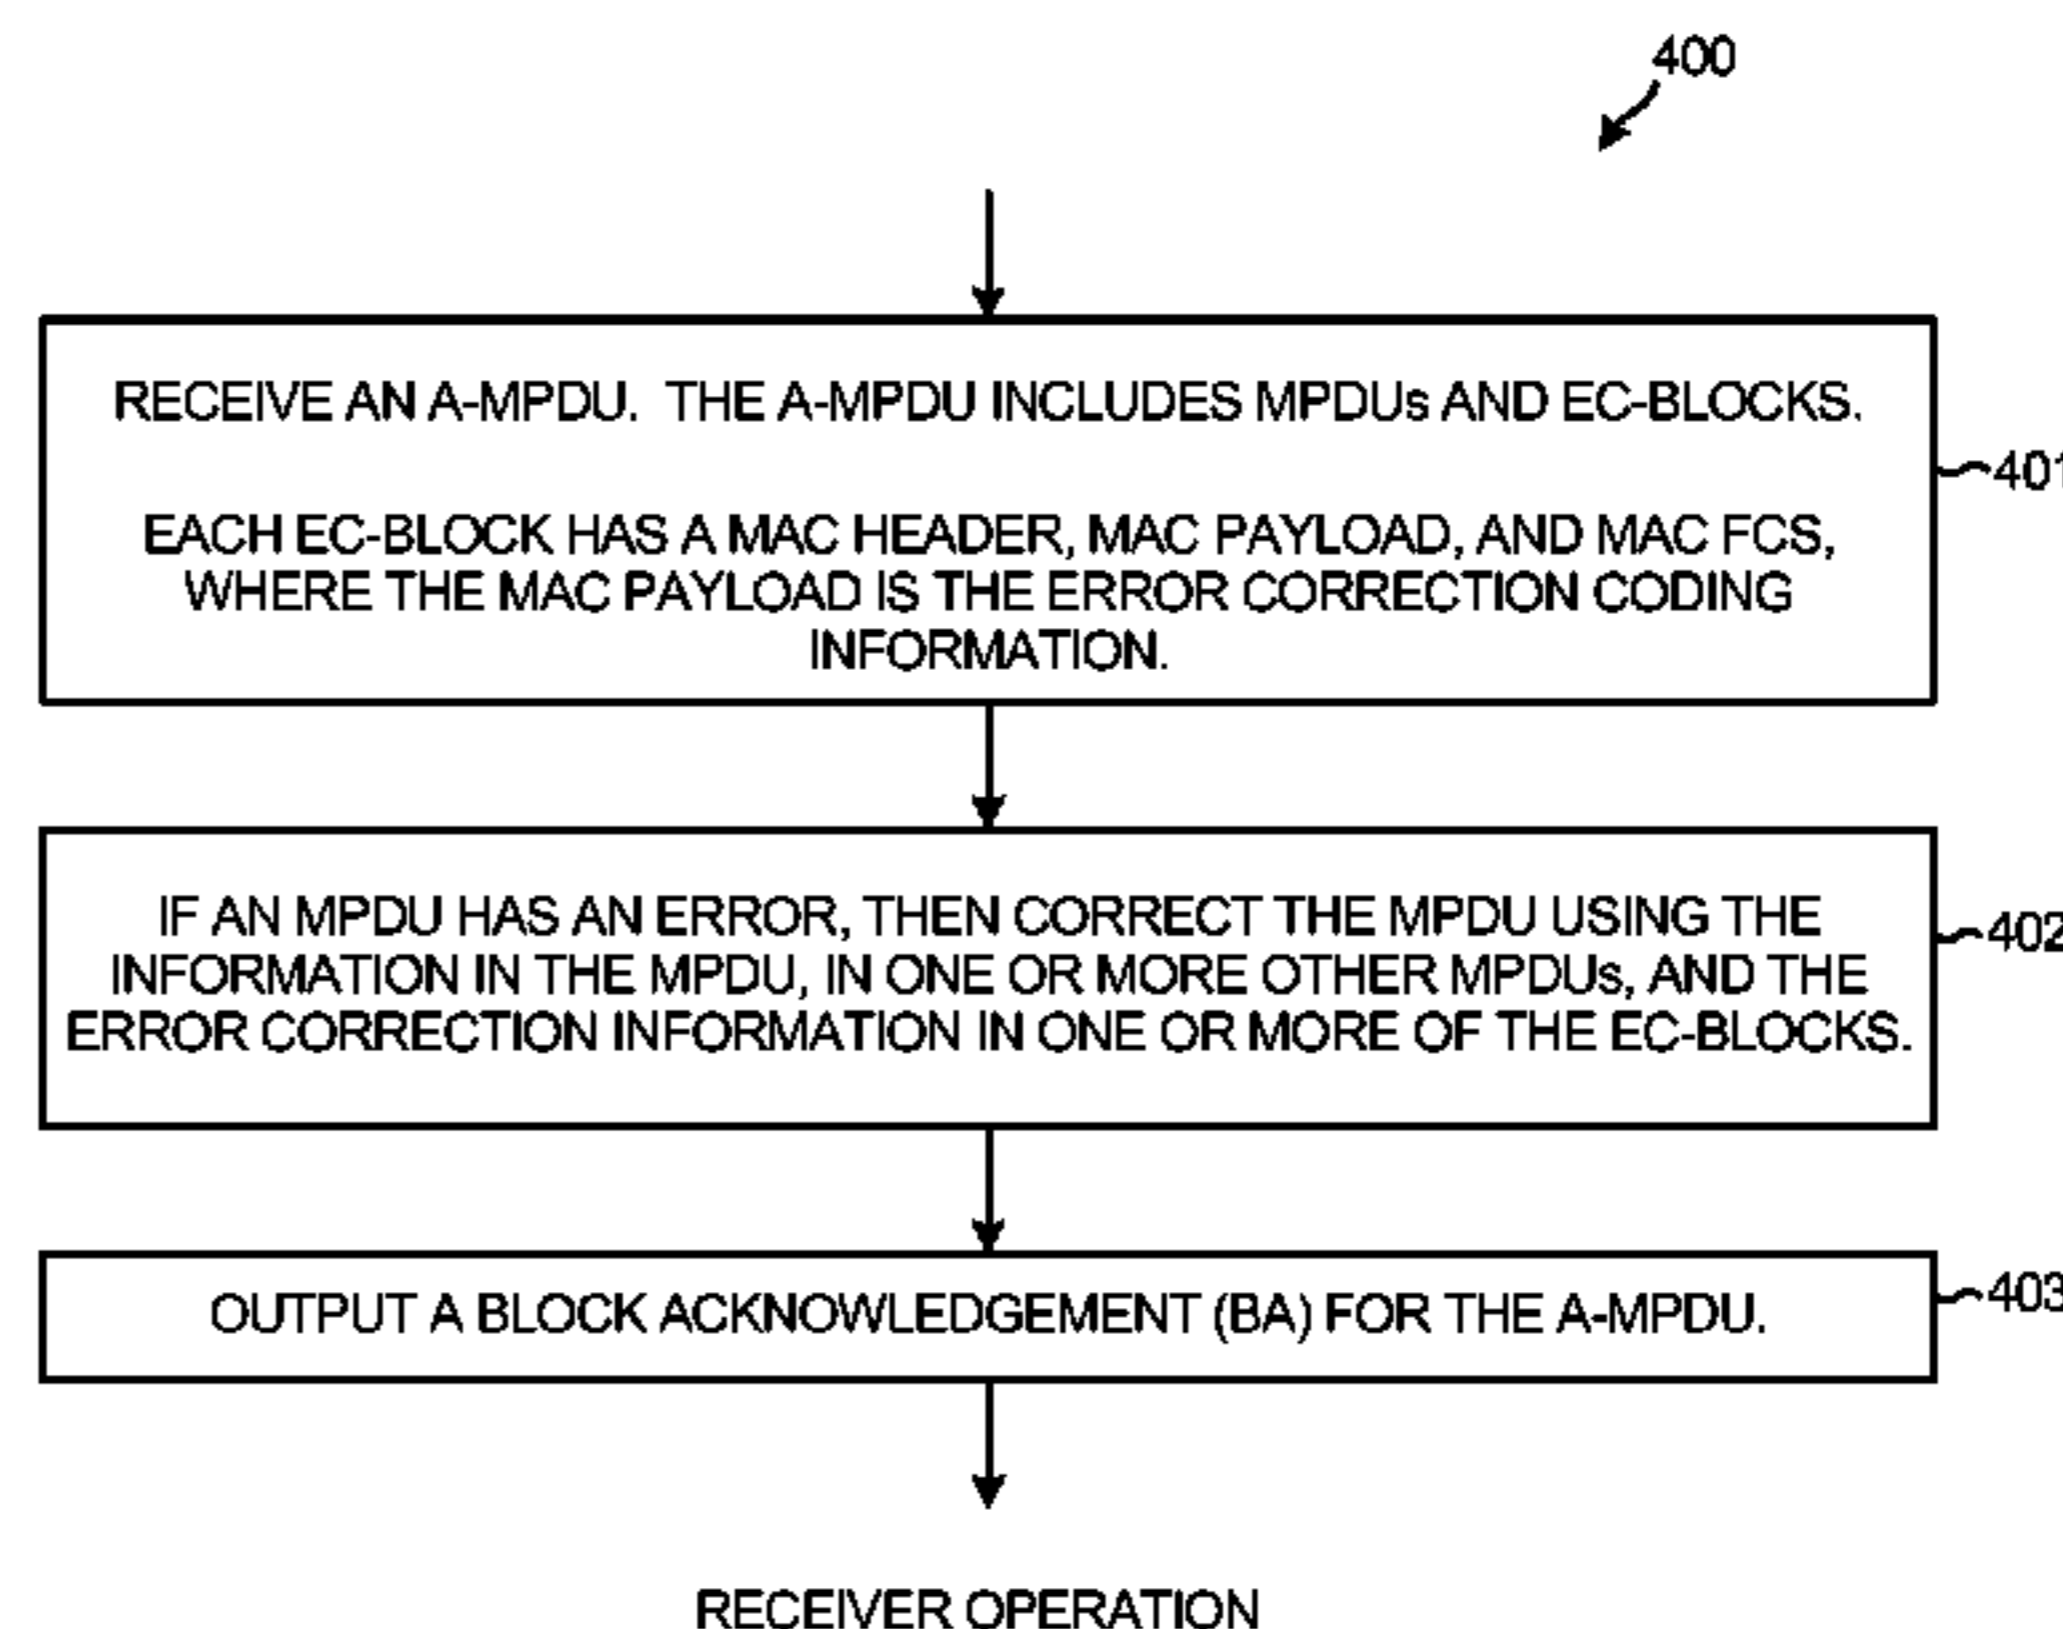 400
RECEIVE AN A-MPDU. THE A-MPDU INCLUDES MPDUs AND EC-BLOCKS.
EACH EC-BLOCK HAS A MAC HEADER, MAC PAYLOAD, AND MAC FCS,
WHERE THE MAC PAYLOAD IS THE ERROR CORRECTION CODING
INFORMATION.
401
IF AN MPDU HAS AN ERROR, THEN CORRECT THE MPDU USING THE
INFORMATION IN THE MPDU, IN ONE OR MORE OTHER MPDUs, AND THE
ERROR CORRECTION INFORMATION IN ONE OR MORE OF THE EC-BLOCKS.
402
OUTPUT A BLOCK ACKNOWLEDGEMENT (BA) FOR THE A-MPDU.
403
RECEIVER OPERATION